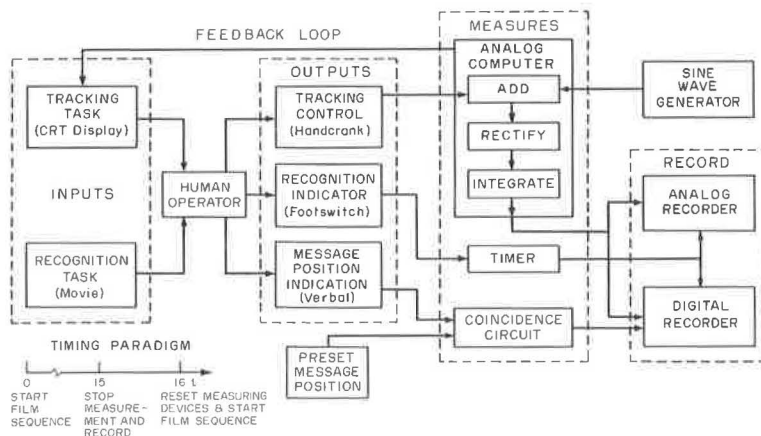 FEEDBACK LOOP
MEASURES
ANALOG
COMPUTER
ADD
RECTIFY
INTEGRATE
SINE
WAVE
GENERATOR
INPUTS
TRACKING
TASK
(CRT Display)
RECOGNITION
TASK
(Movie)
HUMAN
OPERATOR
OUTPUTS
TRACKING
CONTROL
(Handcrank)
RECOGNITION
INDICATOR
(Footswitch)
MESSAGE
POSITION
INDICATION
(Verbal)
TIMER
COINCIDENCE
CIRCUIT
PRESET
MESSAGE
POSITION
RECORD
ANALOG
RECORDER
DIGITAL
RECORDER
TIMING PARADIGM
0
START
FILM
SEQUENCE
15
STOP
MEASURE-
MENT AND
RECORD
16 t.
RESET MEASURING
DEVICES & START
FILM SEQUENCE